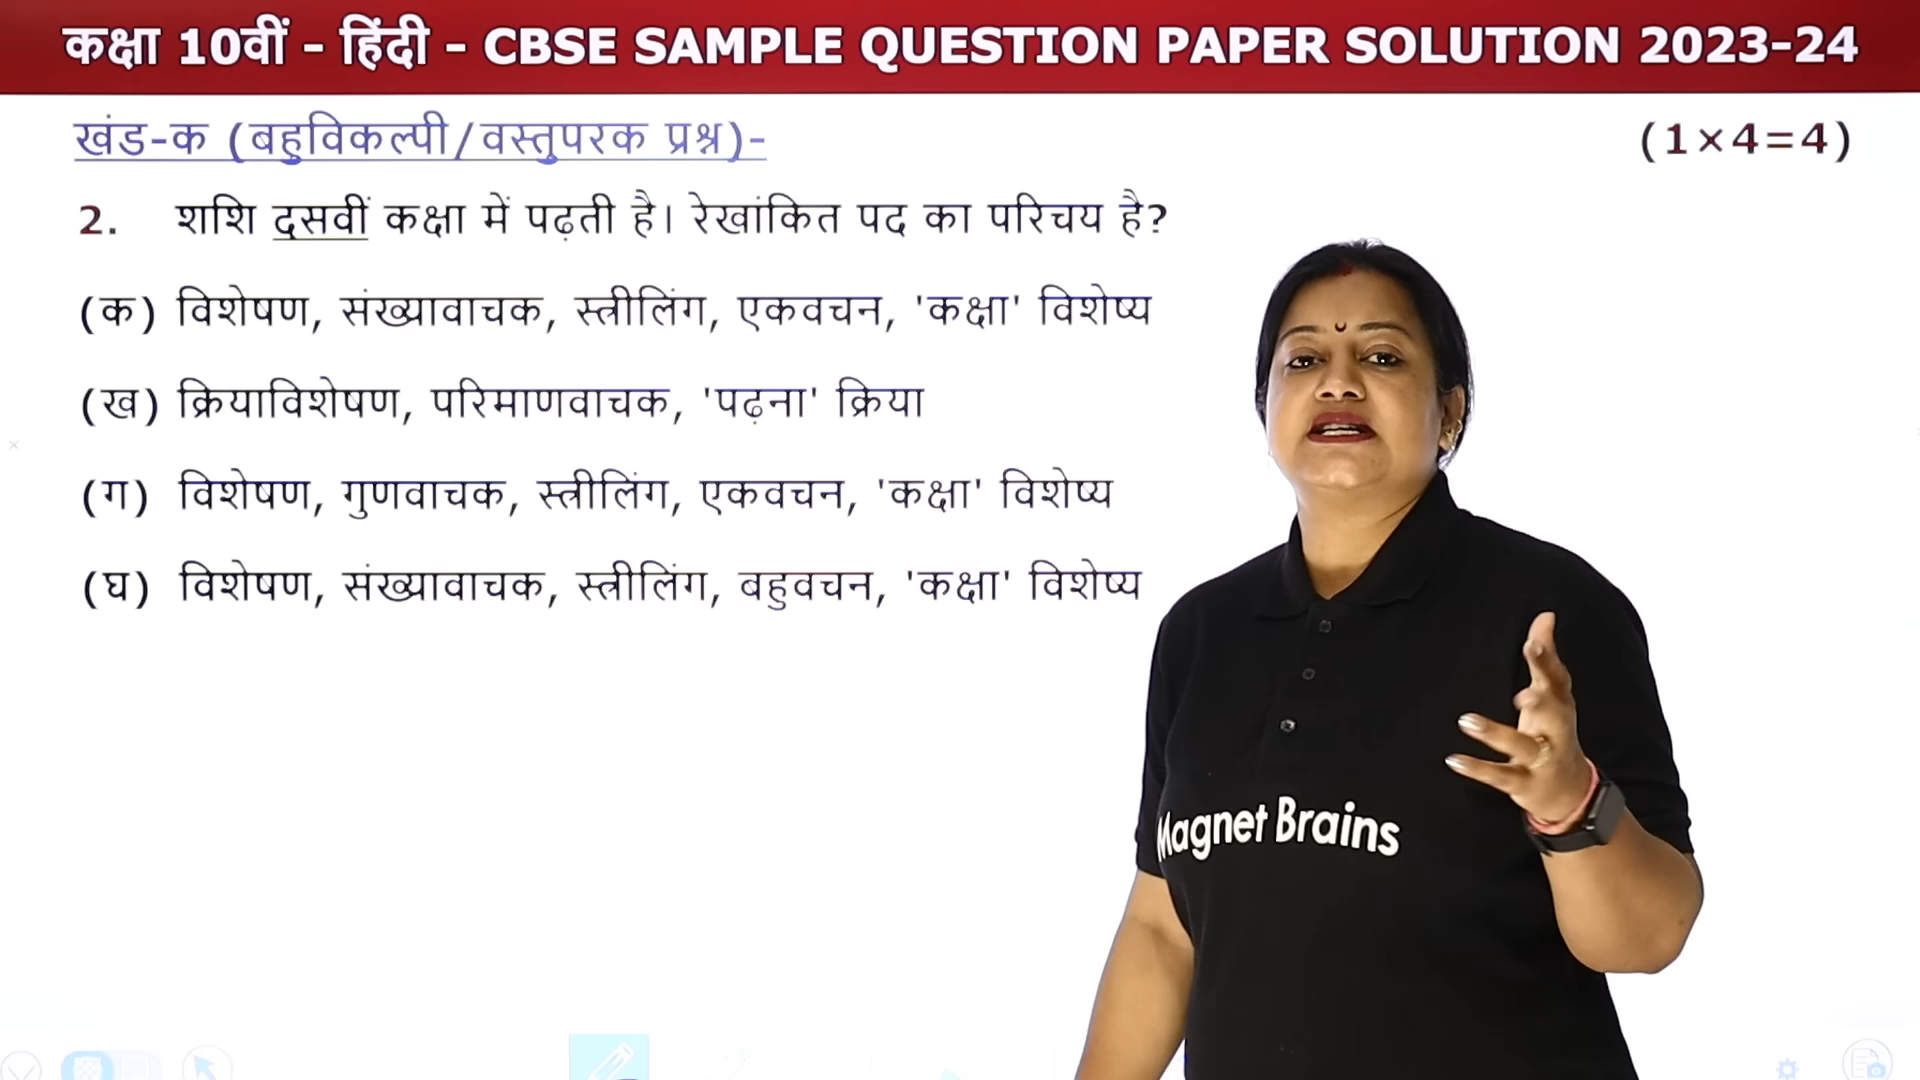 कक्षा 10वीं - हिंदी - CBSE SAMPLE QUESTION PAPER SOLUTION 2023-24
खंड-क (बहुविकल्पी/वस्तुपरक प्रश्न)- (1×4=4)
2. शशि दसवीं कक्षा में पढ़ती है। रेखांकित पद का परिचय है?
(क) विशेषण, संख्यावाचक, स्त्रीलिंग, एकवचन, 'कक्षा' विशेष्य
(ख) क्रियाविशेषण, परिमाणवाचक, 'पढ़ना' क्रिया
(ग) विशेषण, गुणवाचक, स्त्रीलिंग, एकवचन, 'कक्षा' विशेष्य
(घ) विशेषण, संख्यावाचक, स्त्रीलिंग, बहुवचन, 'कक्षा' विशेष्य
Magnet Brains